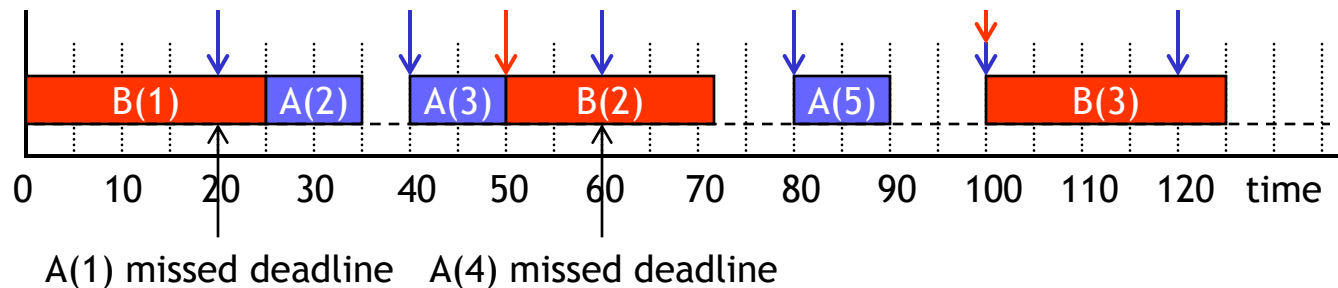 B(1) A(2) A(3) B(2) A(5) B(3)
0 10 20 30 40 50 60 70 80 90 100 110 120 time
A(1) missed deadline A(4) missed deadline